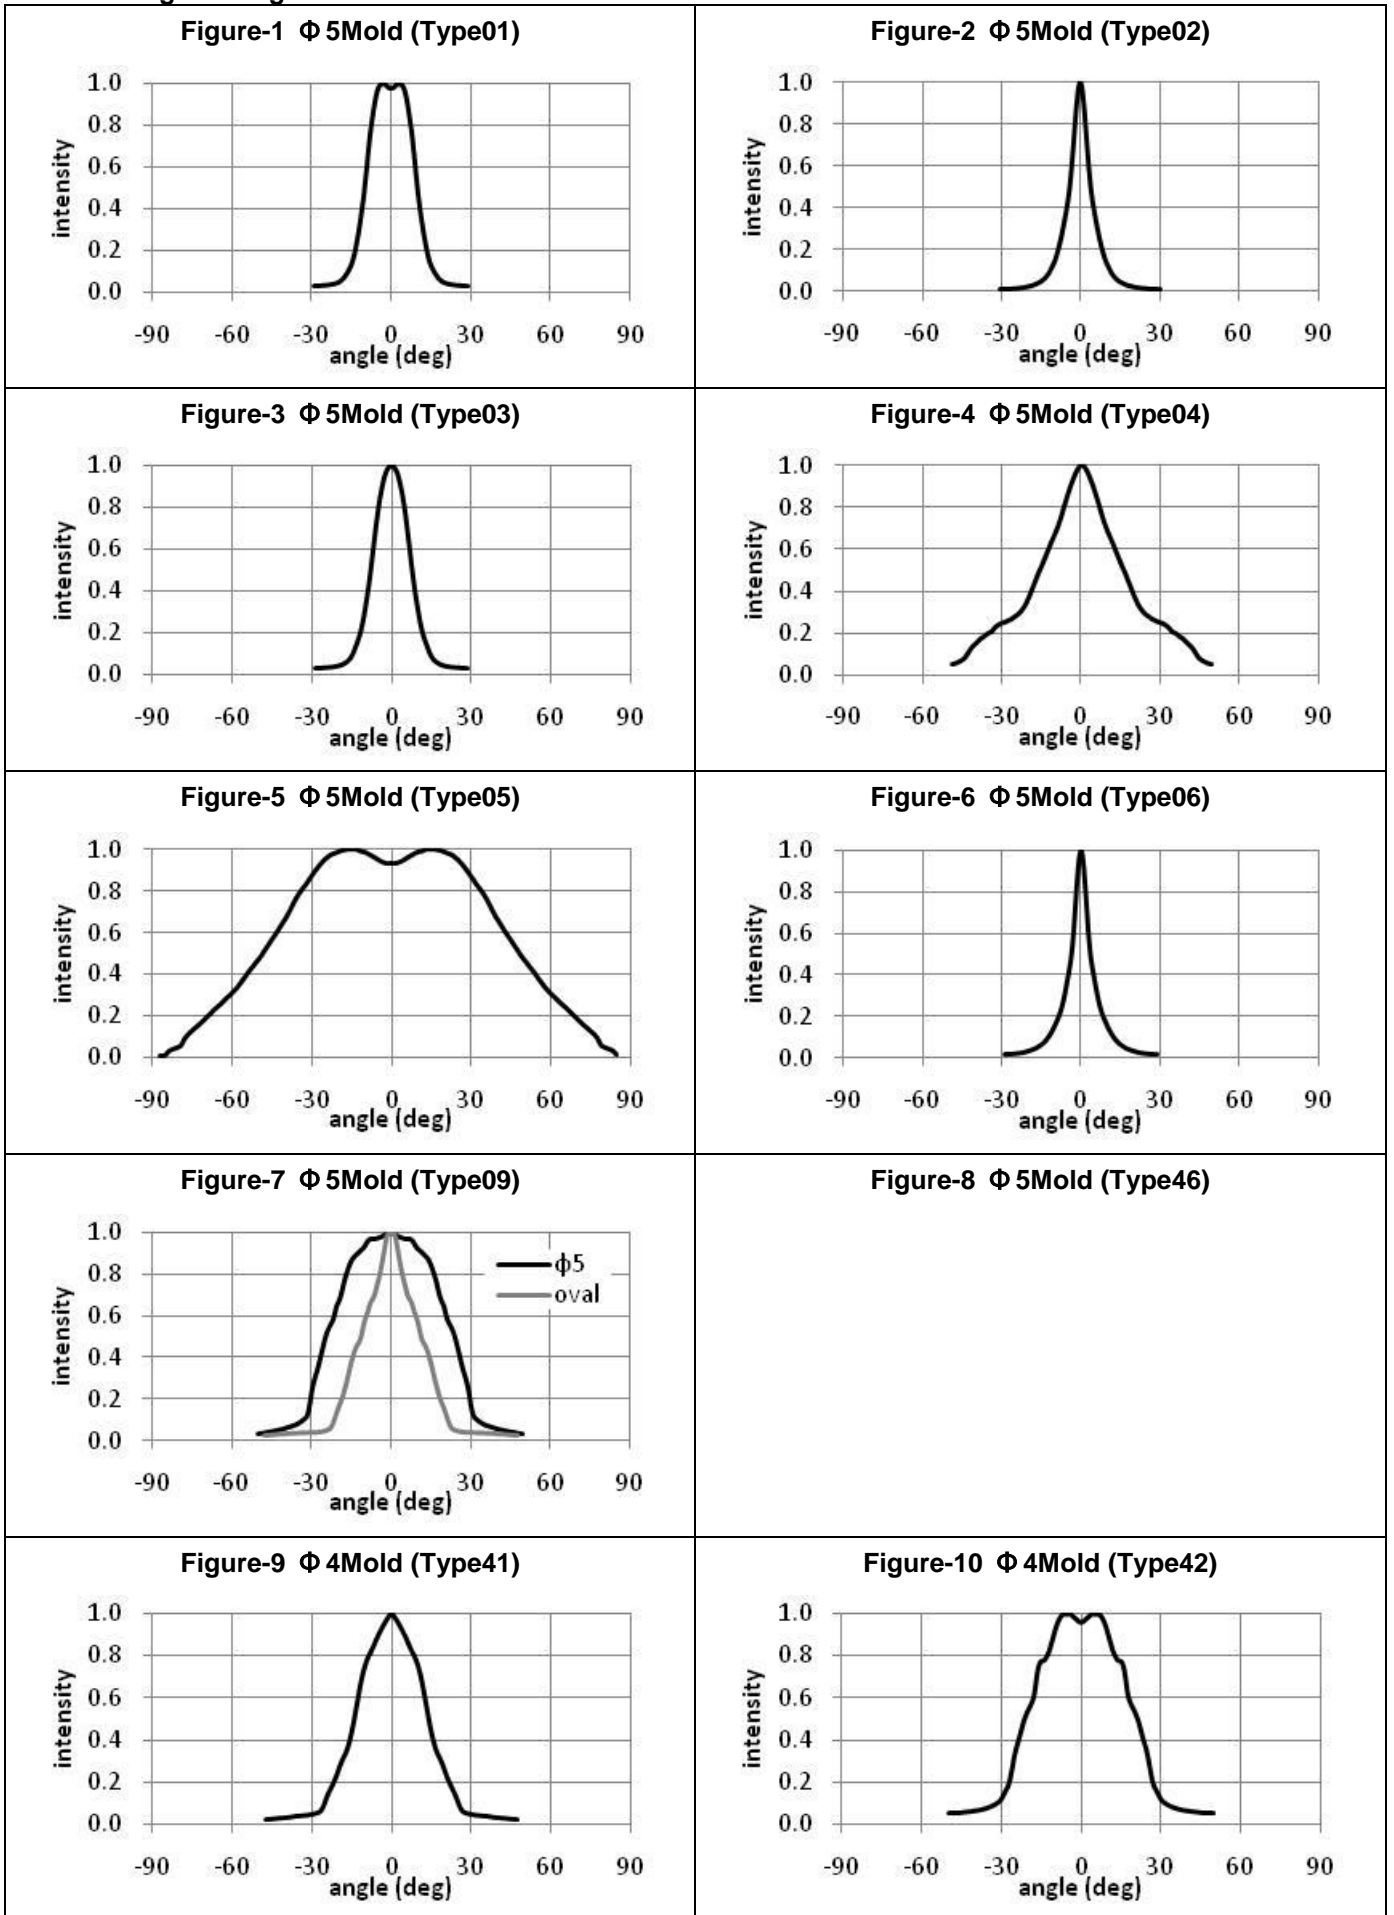 Figure-1 Φ 5Mold (Type01)
1.0
0.8
0.6
0.4
0.2
0.0
intensity
-90 -60 -30 0 30 60 90
angle (deg)
Figure-2 Φ 5Mold (Type02)
1.0
0.8
0.6
0.4
0.2
0.0
intensity
-90 -60 -30 0 30 60 90
angle (deg)
Figure-3 Φ 5Mold (Type03)
1.0
0.8
0.6
0.4
0.2
0.0
intensity
-90 -60 -30 0 30 60 90
angle (deg)
Figure-4 Φ 5Mold (Type04)
1.0
0.8
0.6
0.4
0.2
0.0
intensity
-90 -60 -30 0 30 60 90
angle (deg)
Figure-5 Φ 5Mold (Type05)
1.0
0.8
0.6
0.4
0.2
0.0
intensity
-90 -60 -30 0 30 60 90
angle (deg)
Figure-6 Φ 5Mold (Type06)
1.0
0.8
0.6
0.4
0.2
0.0
intensity
-90 -60 -30 0 30 60 90
angle (deg)
Figure-7 Φ 5Mold (Type09)
1.0
0.8
0.6
0.4
0.2
0.0
intensity
ϕ5
oval
-90 -60 -30 0 30 60 90
angle (deg)
Figure-8 Φ 5Mold (Type46)
Figure-9 Φ 4Mold (Type41)
1.0
0.8
0.6
0.4
0.2
0.0
intensity
-90 -60 -30 0 30 60 90
angle (deg)
Figure-10 Φ 4Mold (Type42)
1.0
0.8
0.6
0.4
0.2
0.0
intensity
-90 -60 -30 0 30 60 90
angle (deg)